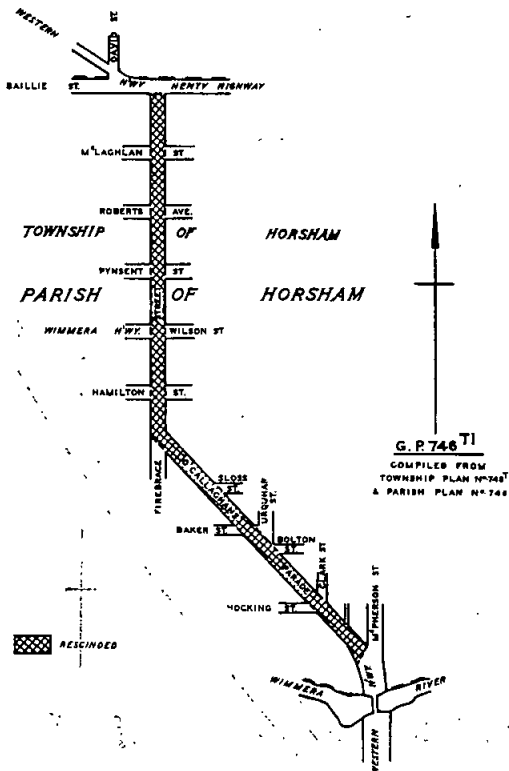 WESTERN
DAVID ST
HWY
HENTY HIGHWAY
BAILLIE ST.
McLACHLAN ST.
ROBERTS AVE.
TOWNSHIP OF HORSHAM
PYNSENT ST
PARISH OF HORSHAM
STREET
WIMMERA HWY. WILSON ST
HAMILTON ST.
G.P. 746 T1
COMPILED FROM
TOWNSHIP PLAN No 746T
& PARISH PLAN No 746
FIREBRACE
O'CALLAGHANS
SLOSS ST.
URQUHAR ST.
BAKER ST.
BOLTON ST.
PARADE
CLARK ST
HOCKING ST.
McPHERSON ST
RESCINDED
HWY.
WIMMERA RIVER
WESTERN